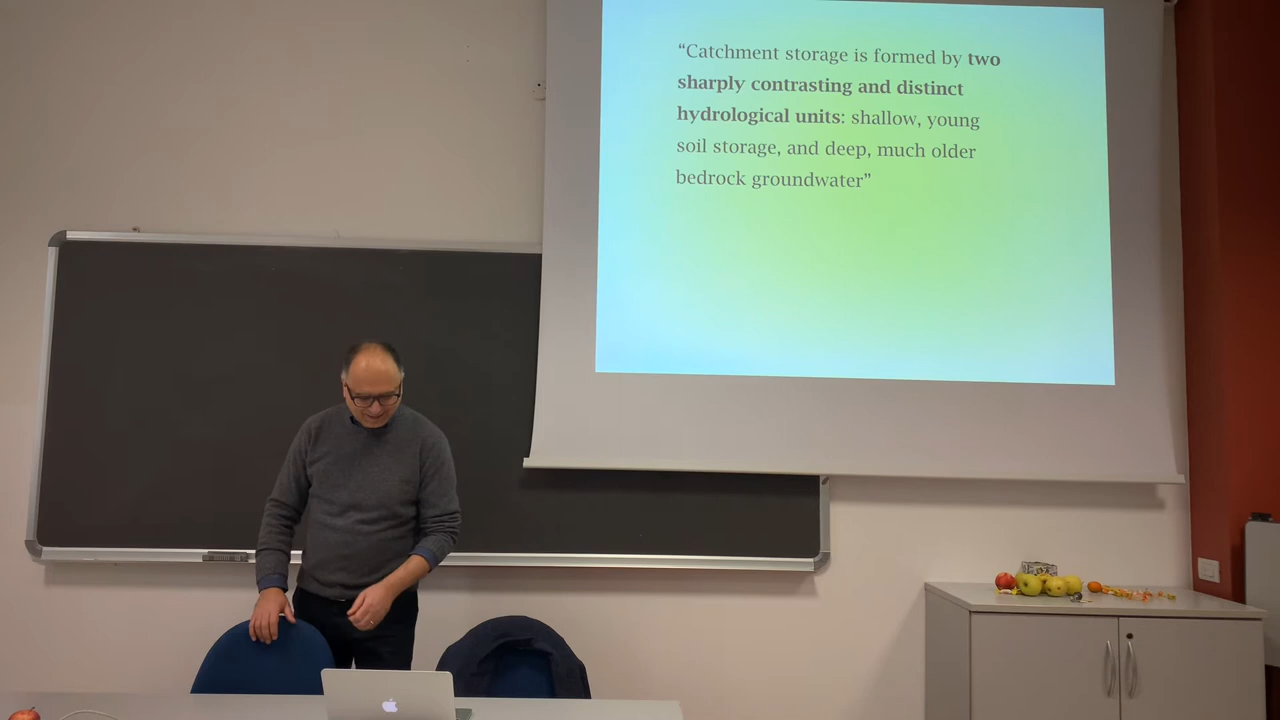 “Catchment storage is formed by two
sharply contrasting and distinct
hydrological units: shallow, young
soil storage, and deep, much older
bedrock groundwater”